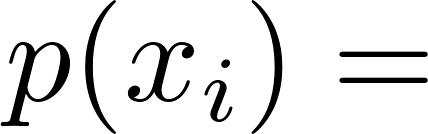 p(x_i) =